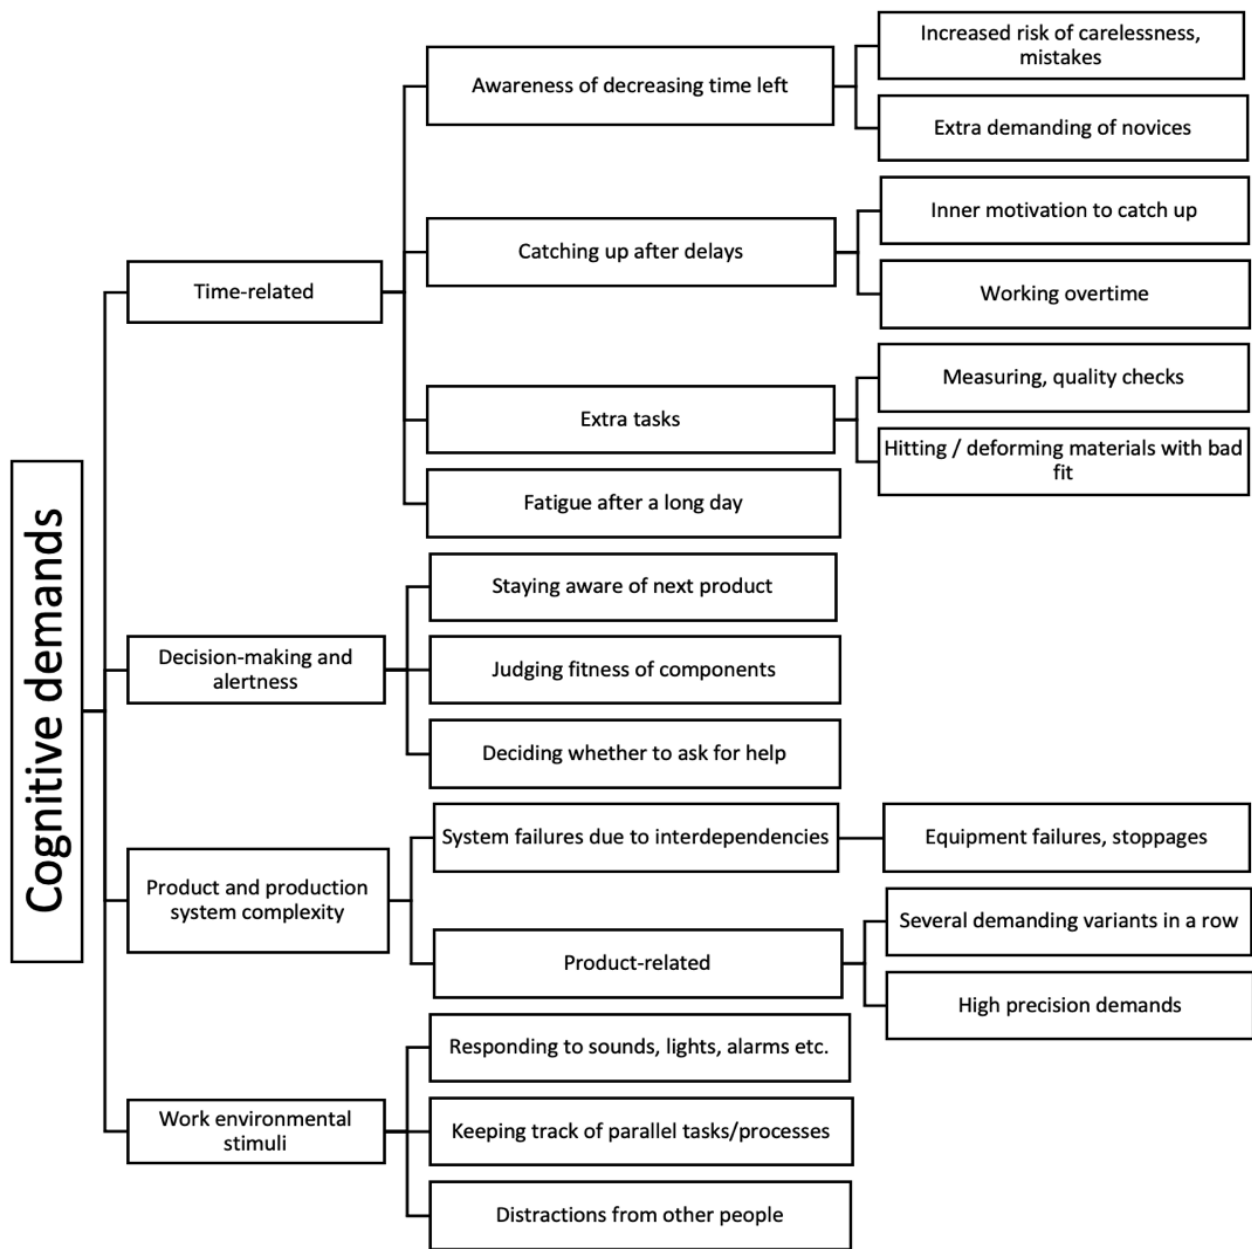 Cognitive demands
Time-related
Awareness of decreasing time left
Increased risk of carelessness,
mistakes
Extra demanding of novices
Catching up after delays
Inner motivation to catch up
Working overtime
Extra tasks
Measuring, quality checks
Hitting / deforming materials with bad
fit
Fatigue after a long day
Decision-making and
alertness
Staying aware of next product
Judging fitness of components
Deciding whether to ask for help
Product and production
system complexity
System failures due to interdependencies
Equipment failures, stoppages
Product-related
Several demanding variants in a row
High precision demands
Work environmental
stimuli
Responding to sounds, lights, alarms etc.
Keeping track of parallel tasks/processes
Distractions from other people